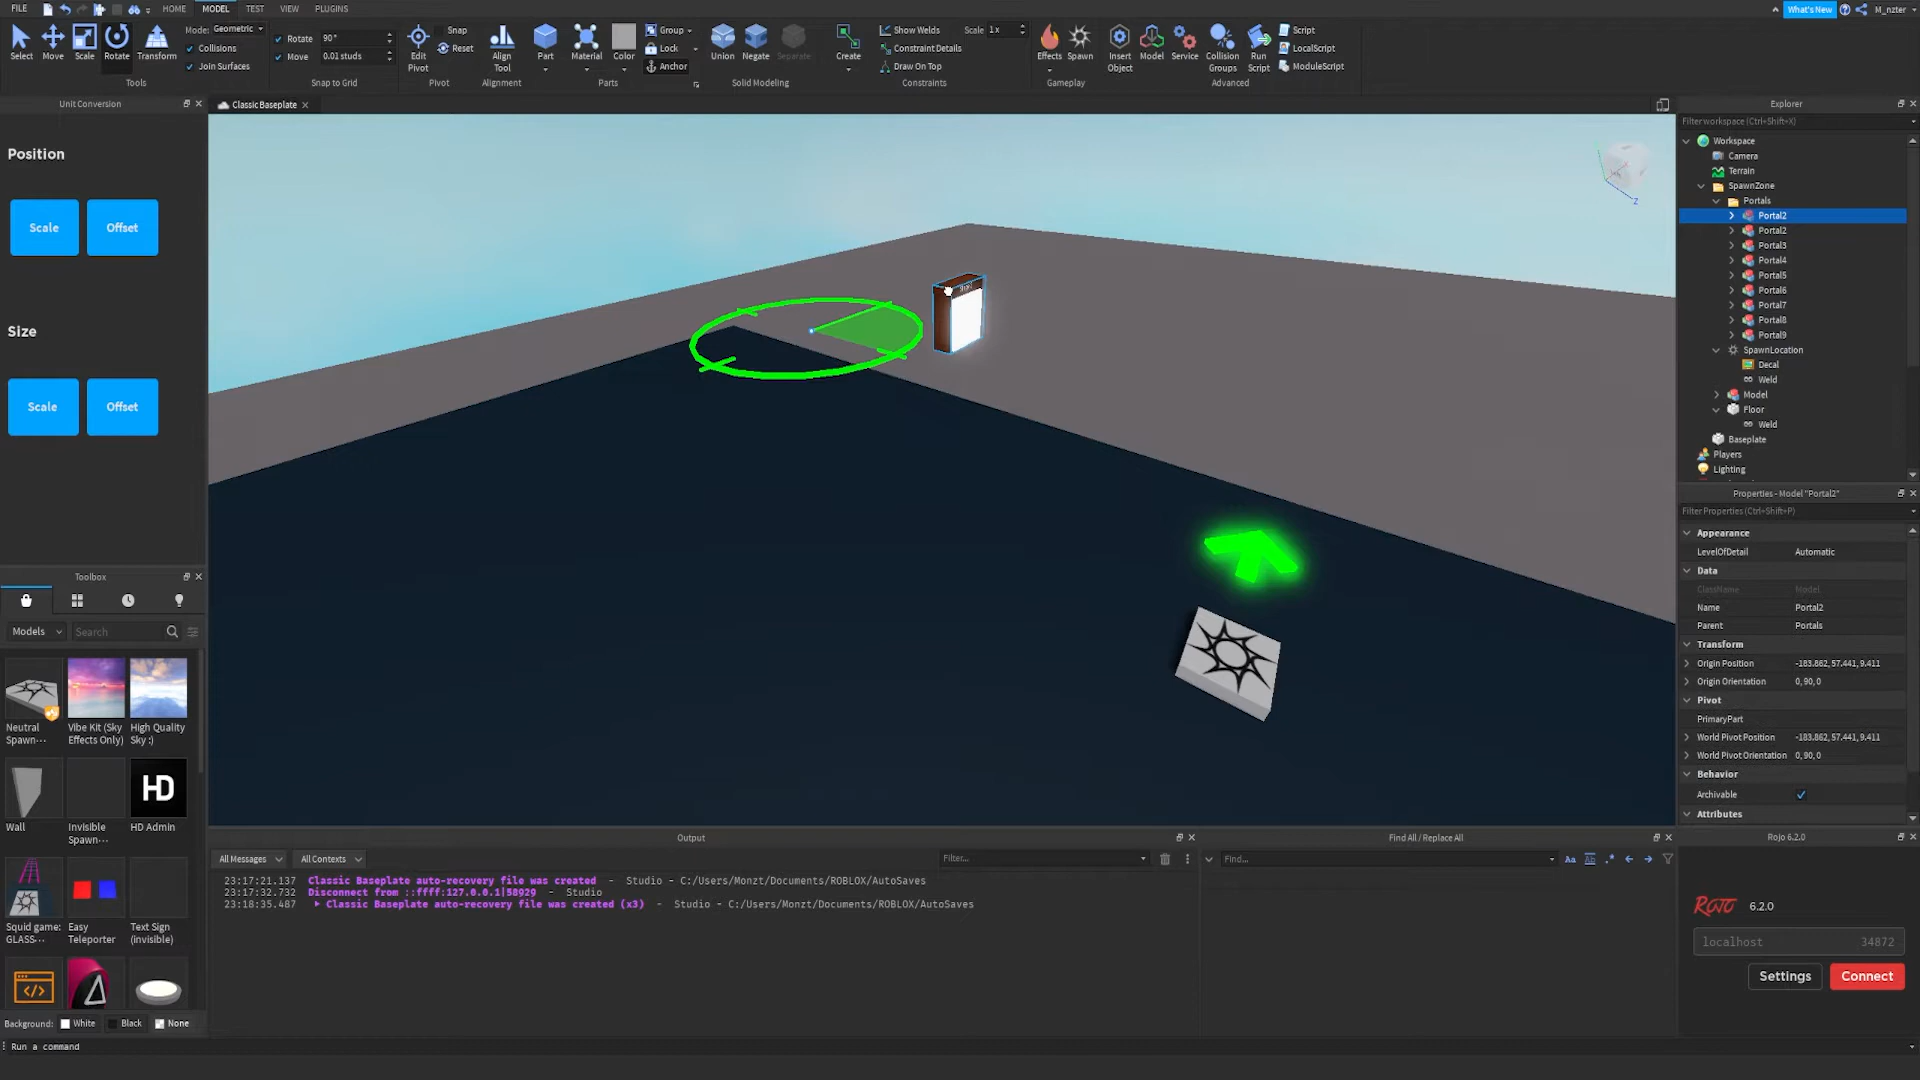 FILE HOME MODEL TEST VIEW PLUGINS What's New M_nzter
Select Move Scale Rotate Transform
Mode: Geometric
Collisions
Join Surfaces
Tools
Rotate 90°
Move 0.01 studs
Snap to Grid
Edit Pivot
Snap
Reset
Pivot
Align Tool
Alignment
Part Material Color
Group
Lock
Anchor
Parts
Union Negate Separate
Solid Modeling
Create
Show Welds
Constraint Details
Draw On Top
Scale 1x
Constraints
Effects Spawn
Gameplay
Insert Object Model Service Collision Groups Run Script
Script
LocalScript
ModuleScript
Advanced
Unit Conversion
Position
Scale Offset
Size
Scale Offset
Toolbox
Models Search
Neutral Spawn...
Vibe Kit (Sky Effects Only)
High Quality Sky :)
Wall
Invisible Spawn...
HD
HD Admin
Squid game: GLASS...
Easy Teleporter
Text Sign (invisible)
Background: White Black None
Run a command
Classic Baseplate
Z
Output
All Messages All Contexts Filter...
23:17:21.137 Classic Baseplate auto-recovery file was created - Studio - C:/Users/Monzt/Documents/ROBLOX/AutoSaves
23:17:32.732 Disconnect from ::ffff:127.0.0.1|58929 - Studio
23:18:35.487 Classic Baseplate auto-recovery file was created (x3) - Studio - C:/Users/Monzt/Documents/ROBLOX/AutoSaves
Find All / Replace All
Find...
Aa Ab .*
Explorer
Filter workspace (Ctrl+Shift+X)
Workspace
Camera
Terrain
SpawnZone
Portals
Portal2
Portal2
Portal3
Portal4
Portal5
Portal6
Portal7
Portal8
Portal9
SpawnLocation
Decal
Weld
Model
Floor
Weld
Baseplate
Players
Lighting
Properties - Model "Portal2"
Filter Properties (Ctrl+Shift+P)
Appearance
LevelOfDetail Automatic
Data
ClassName Model
Name Portal2
Parent Portals
Transform
Origin Position -183.862, 57.441, 9.411
Origin Orientation 0, 90, 0
Pivot
PrimaryPart
World Pivot Position -183.862, 57.441, 9.411
World Pivot Orientation 0, 90, 0
Behavior
Archivable
Attributes
Rojo 6.2.0
Rojo 6.2.0
localhost 34872
Settings Connect